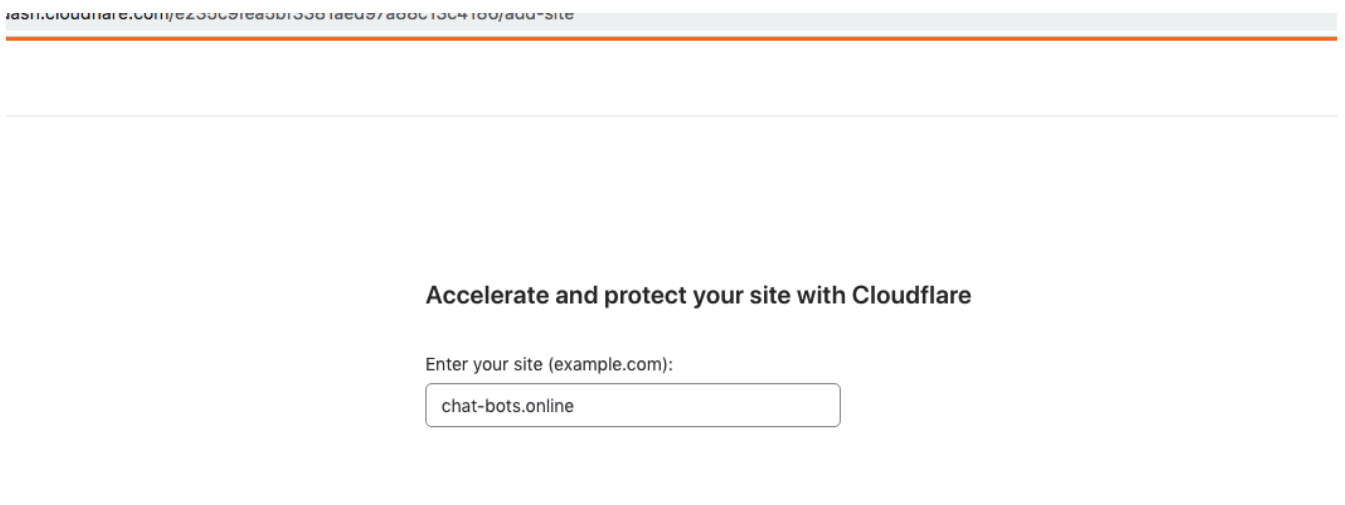 Accelerate and protect your site with Cloudflare
Enter your site (example.com):
chat-bots.online